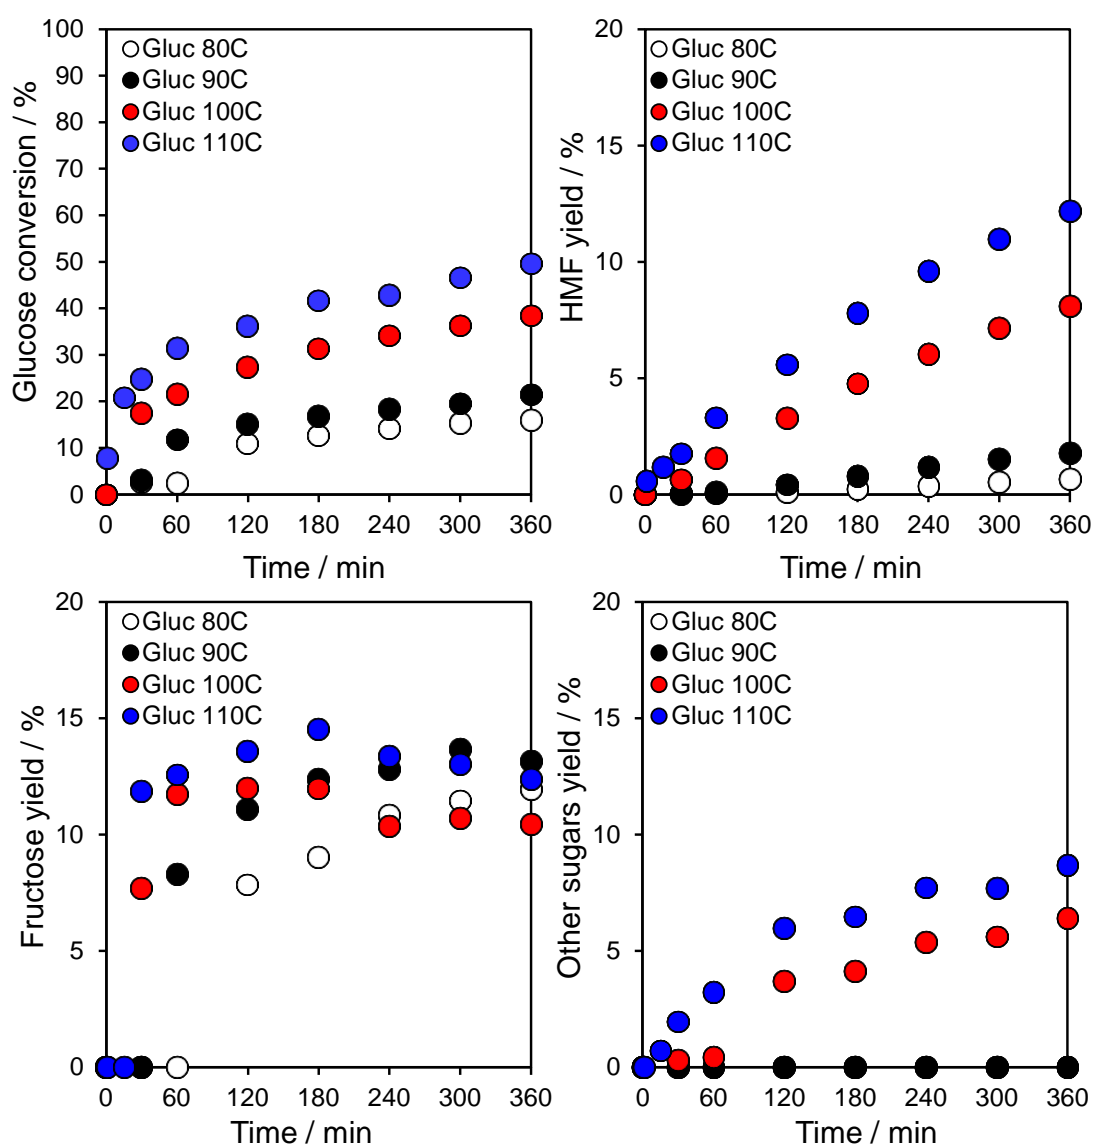 Glucose conversion / %
100
90
80
70
60
50
40
30
20
10
0
Gluc 80C
Gluc 90C
Gluc 100C
Gluc 110C
0 60 120 180 240 300 360
Time / min
HMF yield / %
20
15
10
5
0
Gluc 80C
Gluc 90C
Gluc 100C
Gluc 110C
0 60 120 180 240 300 360
Time / min
Fructose yield / %
20
15
10
5
0
Gluc 80C
Gluc 90C
Gluc 100C
Gluc 110C
0 60 120 180 240 300 360
Time / min
Other sugars yield / %
20
15
10
5
0
Gluc 80C
Gluc 90C
Gluc 100C
Gluc 110C
0 60 120 180 240 300 360
Time / min